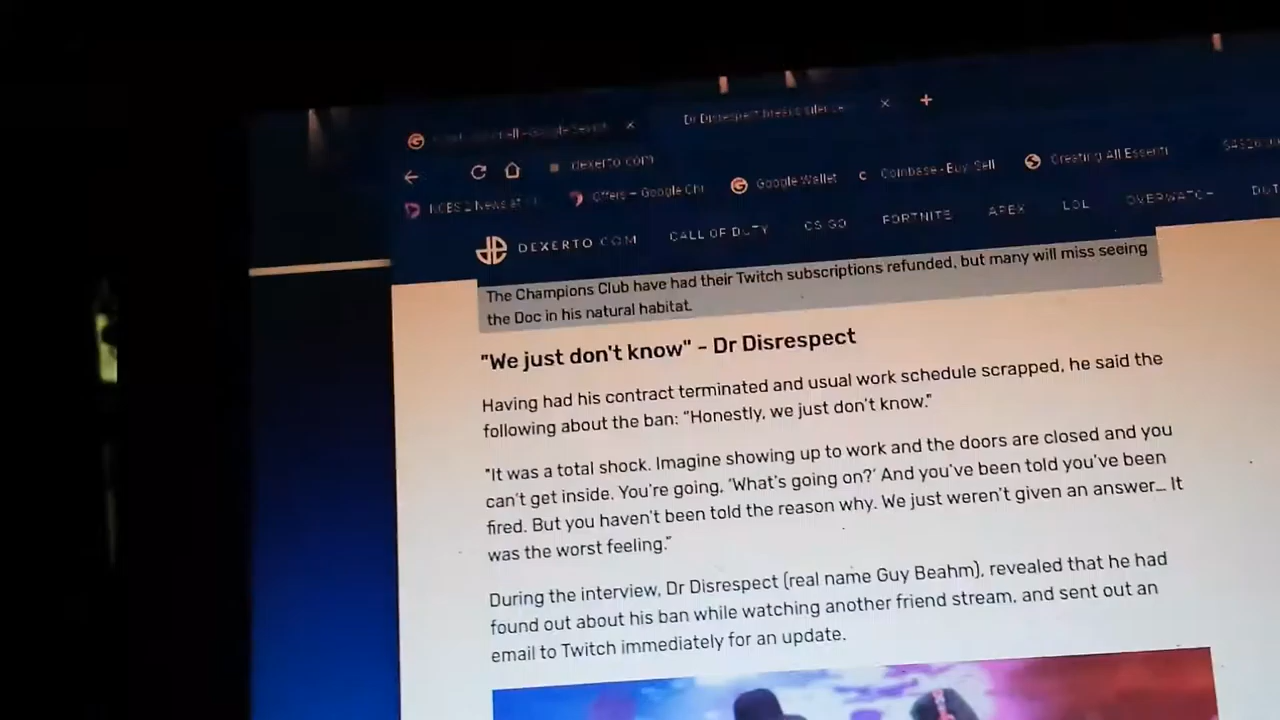 Dr Disrespect breaks silence
dexerto.com
Offers – Google Ch
Google Wallet
Coinbase - Buy, Sell
Creating All Essenti
DEXERTO.COM
CALL OF DUTY
CS:GO
FORTNITE
APEX
LOL
OVERWATCH
The Champions Club have had their Twitch subscriptions refunded, but many will miss seeing
the Doc in his natural habitat.
"We just don't know" – Dr Disrespect
Having had his contract terminated and usual work schedule scrapped, he said the
following about the ban: “Honestly, we just don't know.”
"It was a total shock. Imagine showing up to work and the doors are closed and you
can't get inside. You're going, ‘What's going on?’ And you've been told you've been
fired. But you haven't been told the reason why. We just weren't given an answer… It
was the worst feeling.”
During the interview, Dr Disrespect (real name Guy Beahm), revealed that he had
found out about his ban while watching another friend stream, and sent out an
email to Twitch immediately for an update.